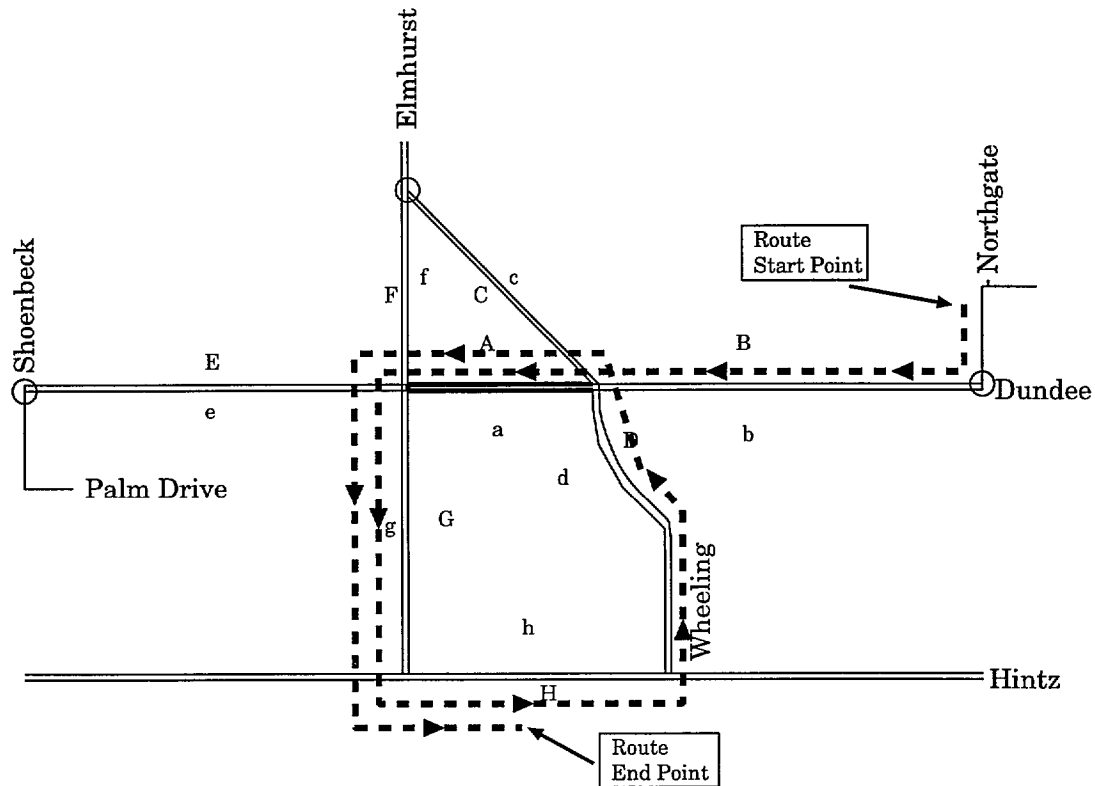 Elmhurst
Northgate
Route
Start Point
Shoenbeck
f
F
C
c
E
A
B
Dundee
e
a
D
b
d
Palm Drive
g
G
Wheeling
h
Hintz
H
Route
End Point